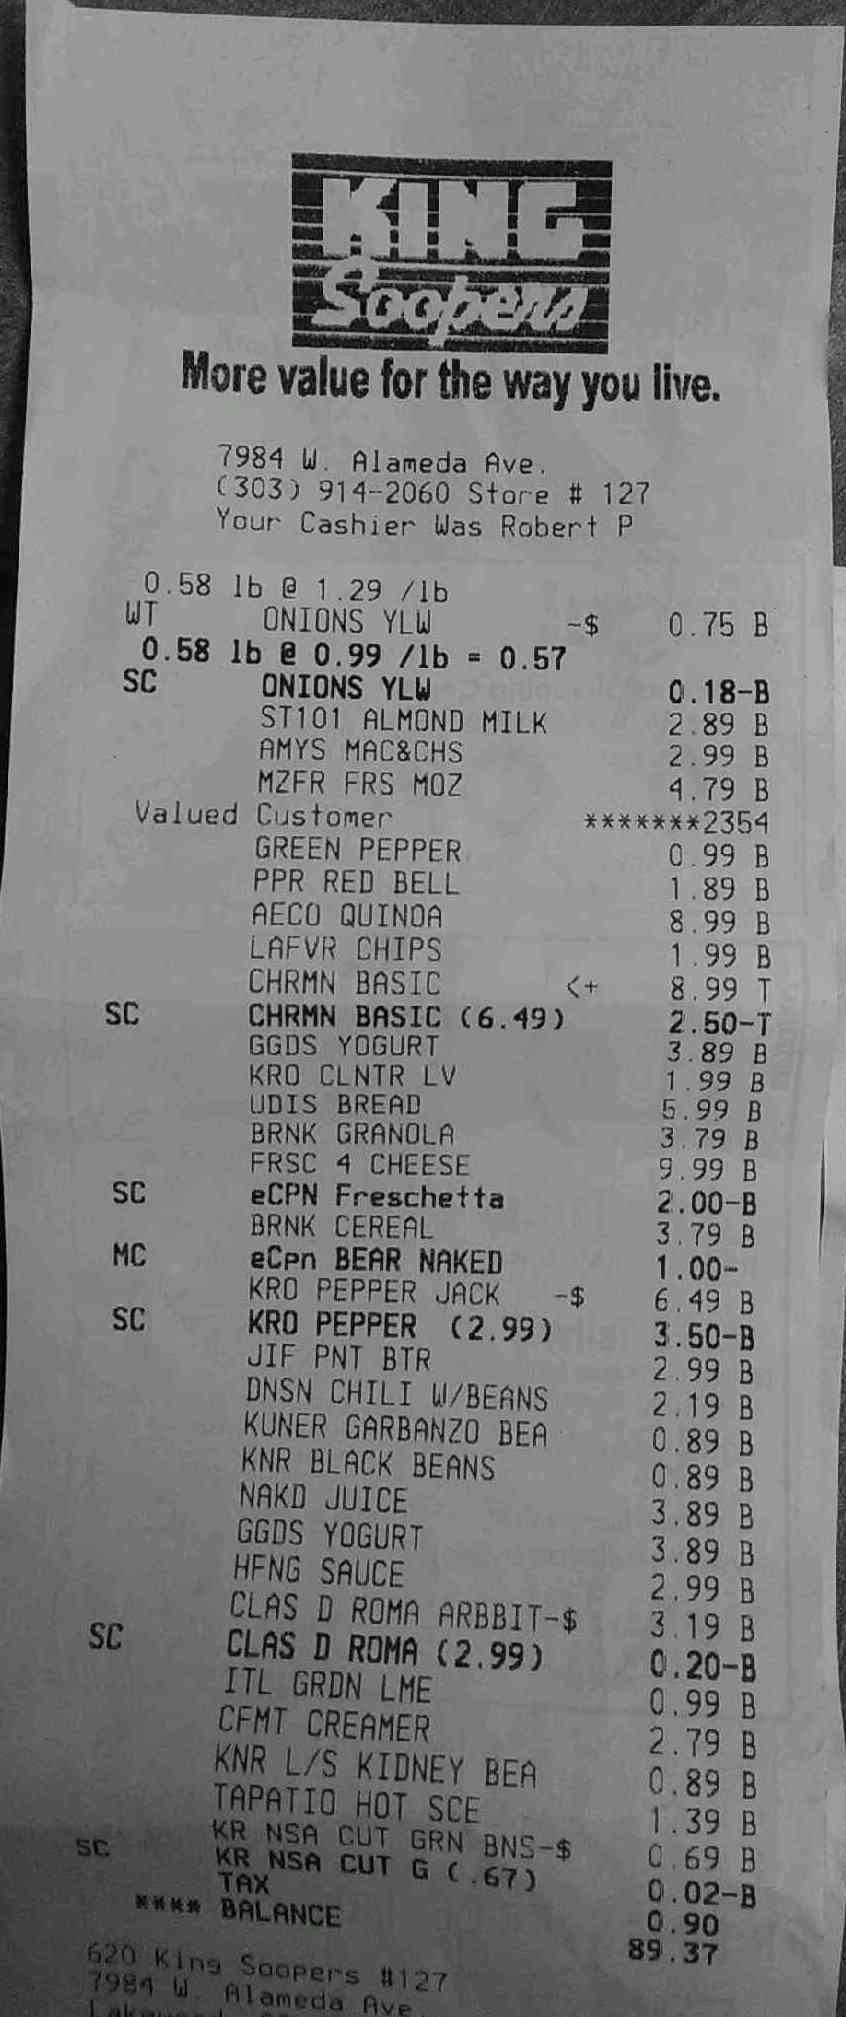 KING
Soopers
More value for the way you live.
7984 W. Alameda Ave.
(303) 914-2060 Store # 127
Your Cashier Was Robert P
0.58 lb @ 1.29 /lb
WT ONIONS YLW -$ 0.75 B
0.58 lb @ 0.99 /lb = 0.57
SC ONIONS YLW 0.18-B
ST101 ALMOND MILK 2.89 B
AMYS MAC&CHS 2.99 B
MZFR FRS MOZ 4.79 B
Valued Customer *******2354
GREEN PEPPER 0.99 B
PPR RED BELL 1.89 B
AECO QUINOA 8.99 B
LAFVR CHIPS 1.99 B
CHRMN BASIC <+ 8.99 T
SC CHRMN BASIC (6.49) 2.50-T
GGDS YOGURT 3.89 B
KRO CLNTR LV 1.99 B
UDIS BREAD 5.99 B
BRNK GRANOLA 3.79 B
FRSC 4 CHEESE 9.99 B
SC eCPN Freschetta 2.00-B
BRNK CEREAL 3.79 B
MC eCpn BEAR NAKED 1.00-
KRO PEPPER JACK -$ 6.49 B
SC KRO PEPPER (2.99) 3.50-B
JIF PNT BTR 2.99 B
DNSN CHILI W/BEANS 2.19 B
KUNER GARBANZO BEA 0.89 B
KNR BLACK BEANS 0.89 B
NAKD JUICE 3.89 B
GGDS YOGURT 3.89 B
HFNG SAUCE 2.99 B
CLAS D ROMA ARBBIT-$ 3.19 B
SC CLAS D ROMA (2.99) 0.20-B
ITL GRDN LME 0.99 B
CFMT CREAMER 2.79 B
KNR L/S KIDNEY BEA 0.89 B
TAPATIO HOT SCE 1.39 B
KR NSA CUT GRN BNS-$ 0.69 B
SC KR NSA CUT G (.67) 0.02-B
TAX 0.90
**** BALANCE 89.37
620 King Soopers #127
7984 W. Alameda Ave.